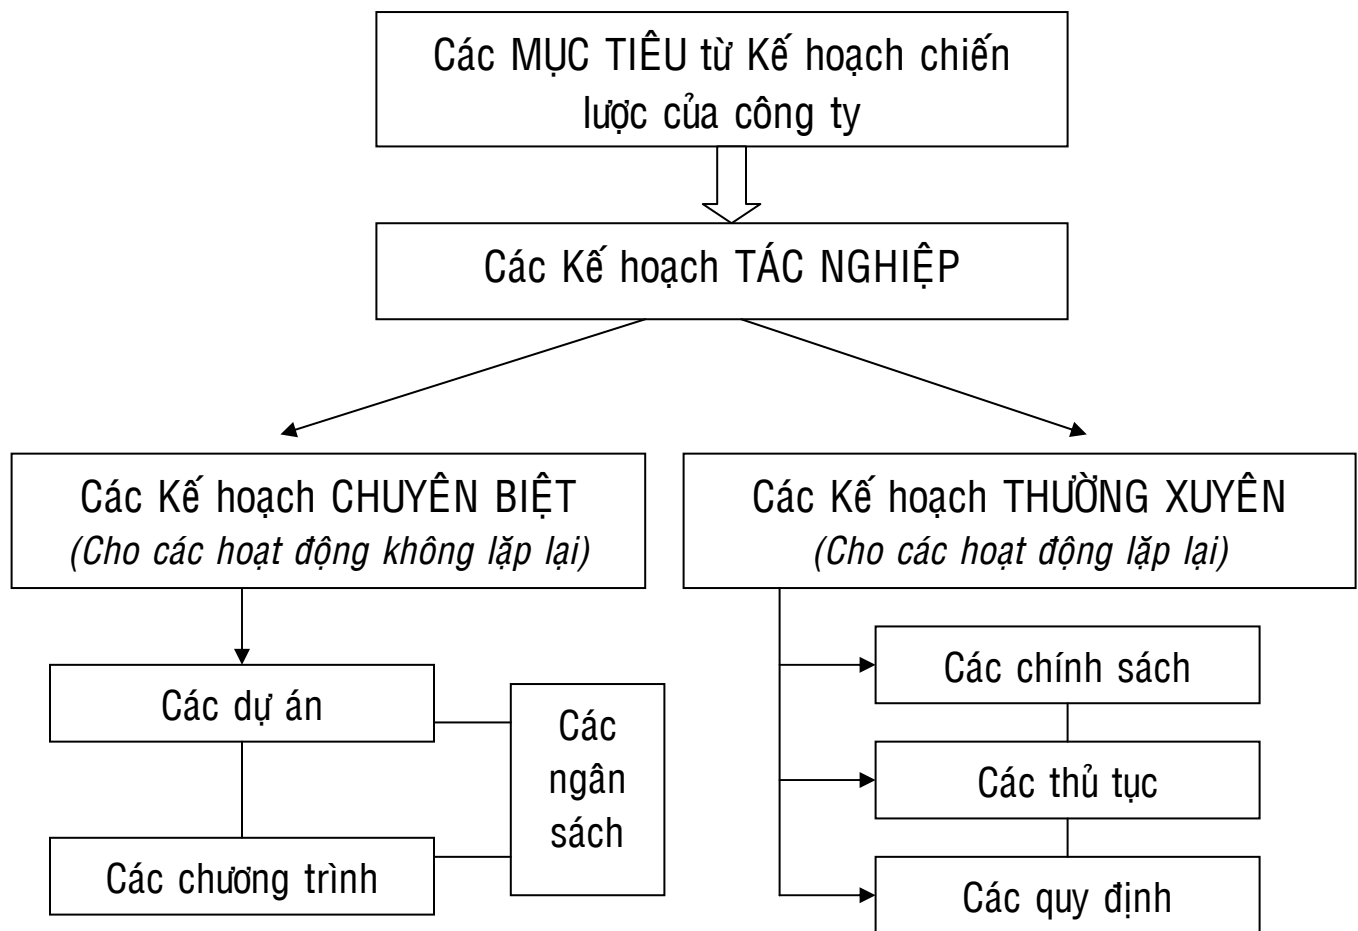 Các MỤC TIÊU từ Kế hoạch chiến
lược của công ty
Các Kế hoạch TÁC NGHIỆP
Các Kế hoạch CHUYÊN BIỆT
(Cho các hoạt động không lặp lại)
Các Kế hoạch THƯỜNG XUYÊN
(Cho các hoạt động lặp lại)
Các dự án
Các
ngân
sách
Các chương trình
Các chính sách
Các thủ tục
Các quy định